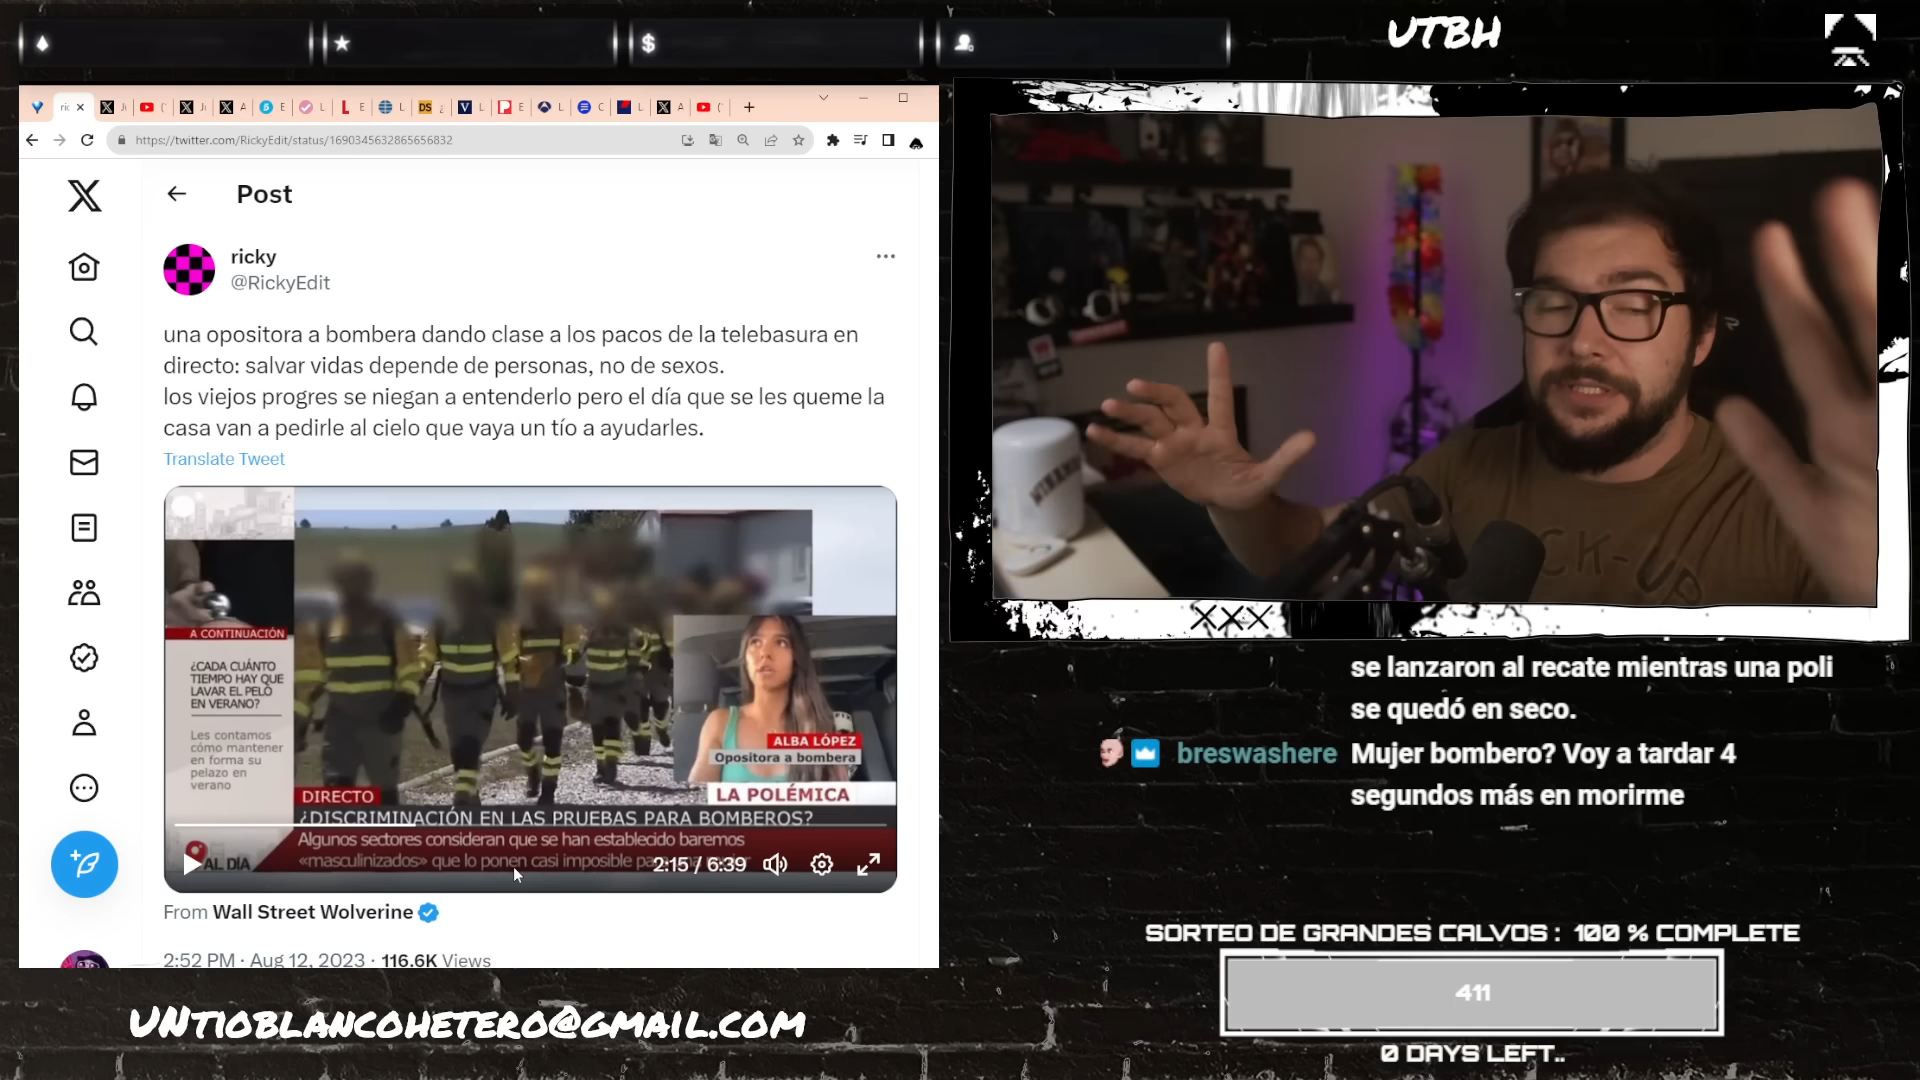 UTBH
https://twitter.com/RickyEdit/status/1690345632865656832
Post
ricky
@RickyEdit
una opositora a bombera dando clase a los pacos de la telebasura en
directo: salvar vidas depende de personas, no de sexos.
los viejos progres se niegan a entenderlo pero el día que se les queme la
casa van a pedirle al cielo que vaya un tío a ayudarles.
Translate Tweet
A CONTINUACIÓN
¿CADA CUÁNTO
TIEMPO HAY QUE
LAVAR EL PELO
EN VERANO?
Les contamos
cómo mantener
en forma su
pelazo en
verano
ALBA LÓPEZ
Opositora a bombera
LA POLÉMICA
DIRECTO
¿DISCRIMINACIÓN EN LAS PRUEBAS PARA BOMBEROS?
Algunos sectores consideran que se han establecido baremos
«masculinizados» que lo ponen casi imposible
AL DÍA
2:15 / 6:39
From Wall Street Wolverine
2:52 PM · Aug 12, 2023 · 116.6K Views
se lanzaron al recate mientras una poli
se quedó en seco.
breswashere Mujer bombero? Voy a tardar 4
segundos más en morirme
SORTEO DE GRANDES CALVOS : 100 % COMPLETE
411
0 DAYS LEFT..
UNTIOBLANCOHETERO@GMAIL.COM